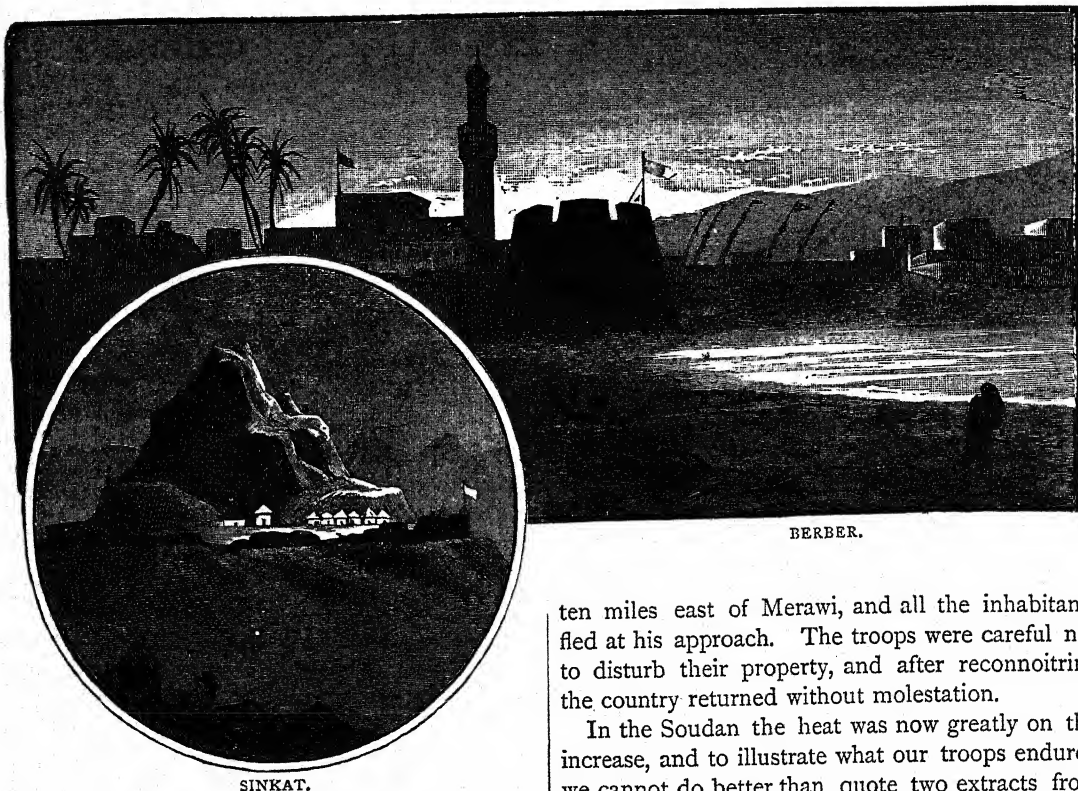 BERBER.
SINKAT.
ten miles east of Merawi, and all the inhabitan
fled at his approach. The troops were careful n
to disturb their property, and after reconnoitrin
the country returned without molestation.
In the Soudan the heat was now greatly on th
increase, and to illustrate what our troops endure
we cannot do better than quote two extracts fro